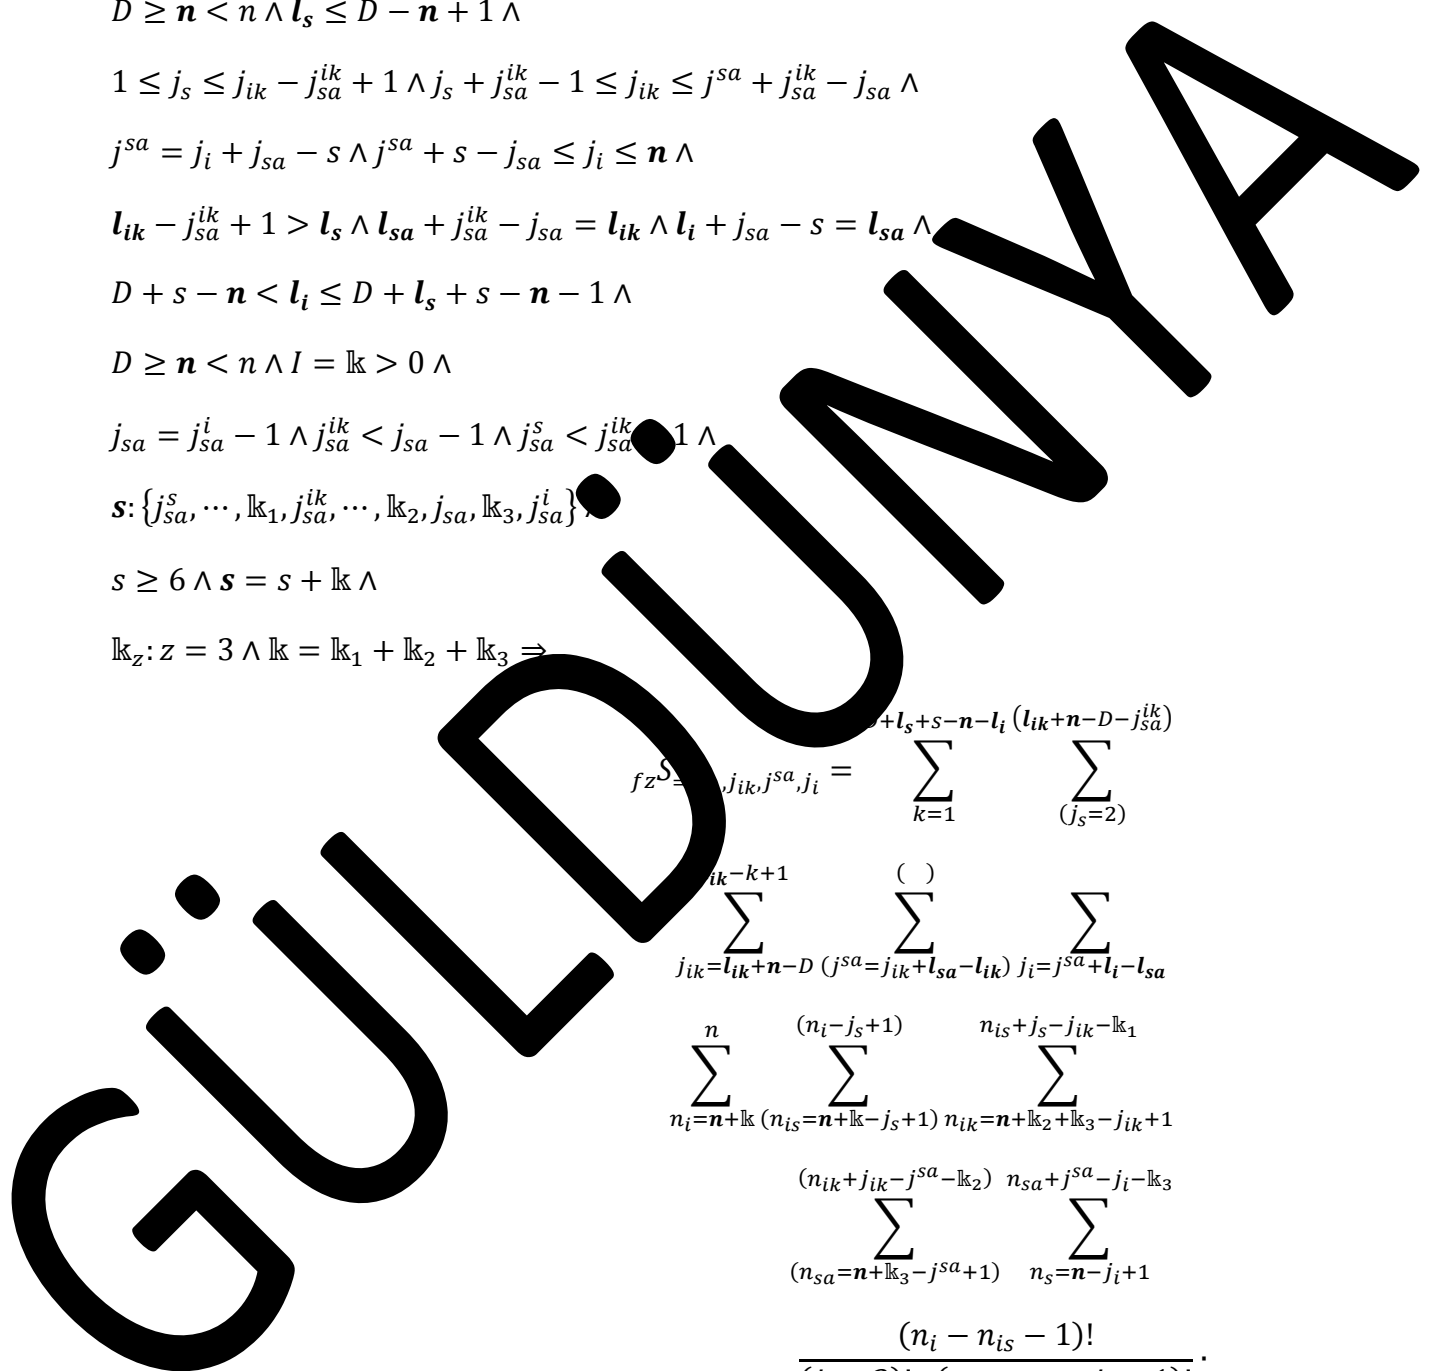 D ≥ 𝒏 < n ∧ 𝒍_𝒔 ≤ D − 𝒏 + 1 ∧
1 ≤ j_s ≤ j_{ik} − j_{sa}^{ik} + 1 ∧ j_s + j_{sa}^{ik} − 1 ≤ j_{ik} ≤ j^{sa} + j_{sa}^{ik} − j_{sa} ∧
j^{sa} = j_i + j_{sa} − s ∧ j^{sa} + s − j_{sa} ≤ j_i ≤ 𝒏 ∧
𝒍_{𝒊𝒌} − j_{sa}^{ik} + 1 > 𝒍_𝒔 ∧ 𝒍_{𝒔𝒂} + j_{sa}^{ik} − j_{sa} = 𝒍_{𝒊𝒌} ∧ 𝒍_𝒊 + j_{sa} − s = 𝒍_{𝒔𝒂} ∧
D + s − 𝒏 < 𝒍_𝒊 ≤ D + 𝒍_𝒔 + s − 𝒏 − 1 ∧
D ≥ 𝒏 < n ∧ I = 𝕜 > 0 ∧
j_{sa} = j_{sa}^i − 1 ∧ j_{sa}^{ik} < j_{sa} − 1 ∧ j_{sa}^s < j_{sa}^{ik} 1 ∧
𝒔: {j_{sa}^s, ⋯, 𝕜_1, j_{sa}^{ik}, ⋯, 𝕜_2, j_{sa}, 𝕜_3, j_{sa}^i}
s ≥ 6 ∧ 𝒔 = s + 𝕜 ∧
𝕜_z: z = 3 ∧ 𝕜 = 𝕜_1 + 𝕜_2 + 𝕜_3 ⇒
+𝒍_𝒔+s−𝒏−𝒍_𝒊 (𝒍_{𝒊𝒌}+𝒏−D−j_{sa}^{ik})
_{fz}S ,j_{ik},j^{sa},j_i = ∑ ∑
k=1 (j_s=2)
𝒊𝒌−k+1 ( )
∑ ∑ ∑
j_{ik}=𝒍_{𝒊𝒌}+𝒏−D (j^{sa}=j_{ik}+𝒍_{𝒔𝒂}−𝒍_{𝒊𝒌}) j_i=j^{sa}+𝒍_𝒊−𝒍_{𝒔𝒂}
n (n_i−j_s+1) n_{is}+j_s−j_{ik}−𝕜_1
∑ ∑ ∑
n_i=𝒏+𝕜 (n_{is}=𝒏+𝕜−j_s+1) n_{ik}=𝒏+𝕜_2+𝕜_3−j_{ik}+1
(n_{ik}+j_{ik}−j^{sa}−𝕜_2) n_{sa}+j^{sa}−j_i−𝕜_3
∑ ∑
(n_{sa}=𝒏+𝕜_3−j^{sa}+1) n_s=𝒏−j_i+1
(n_i − n_{is} − 1)!
GÜLDÜNYA